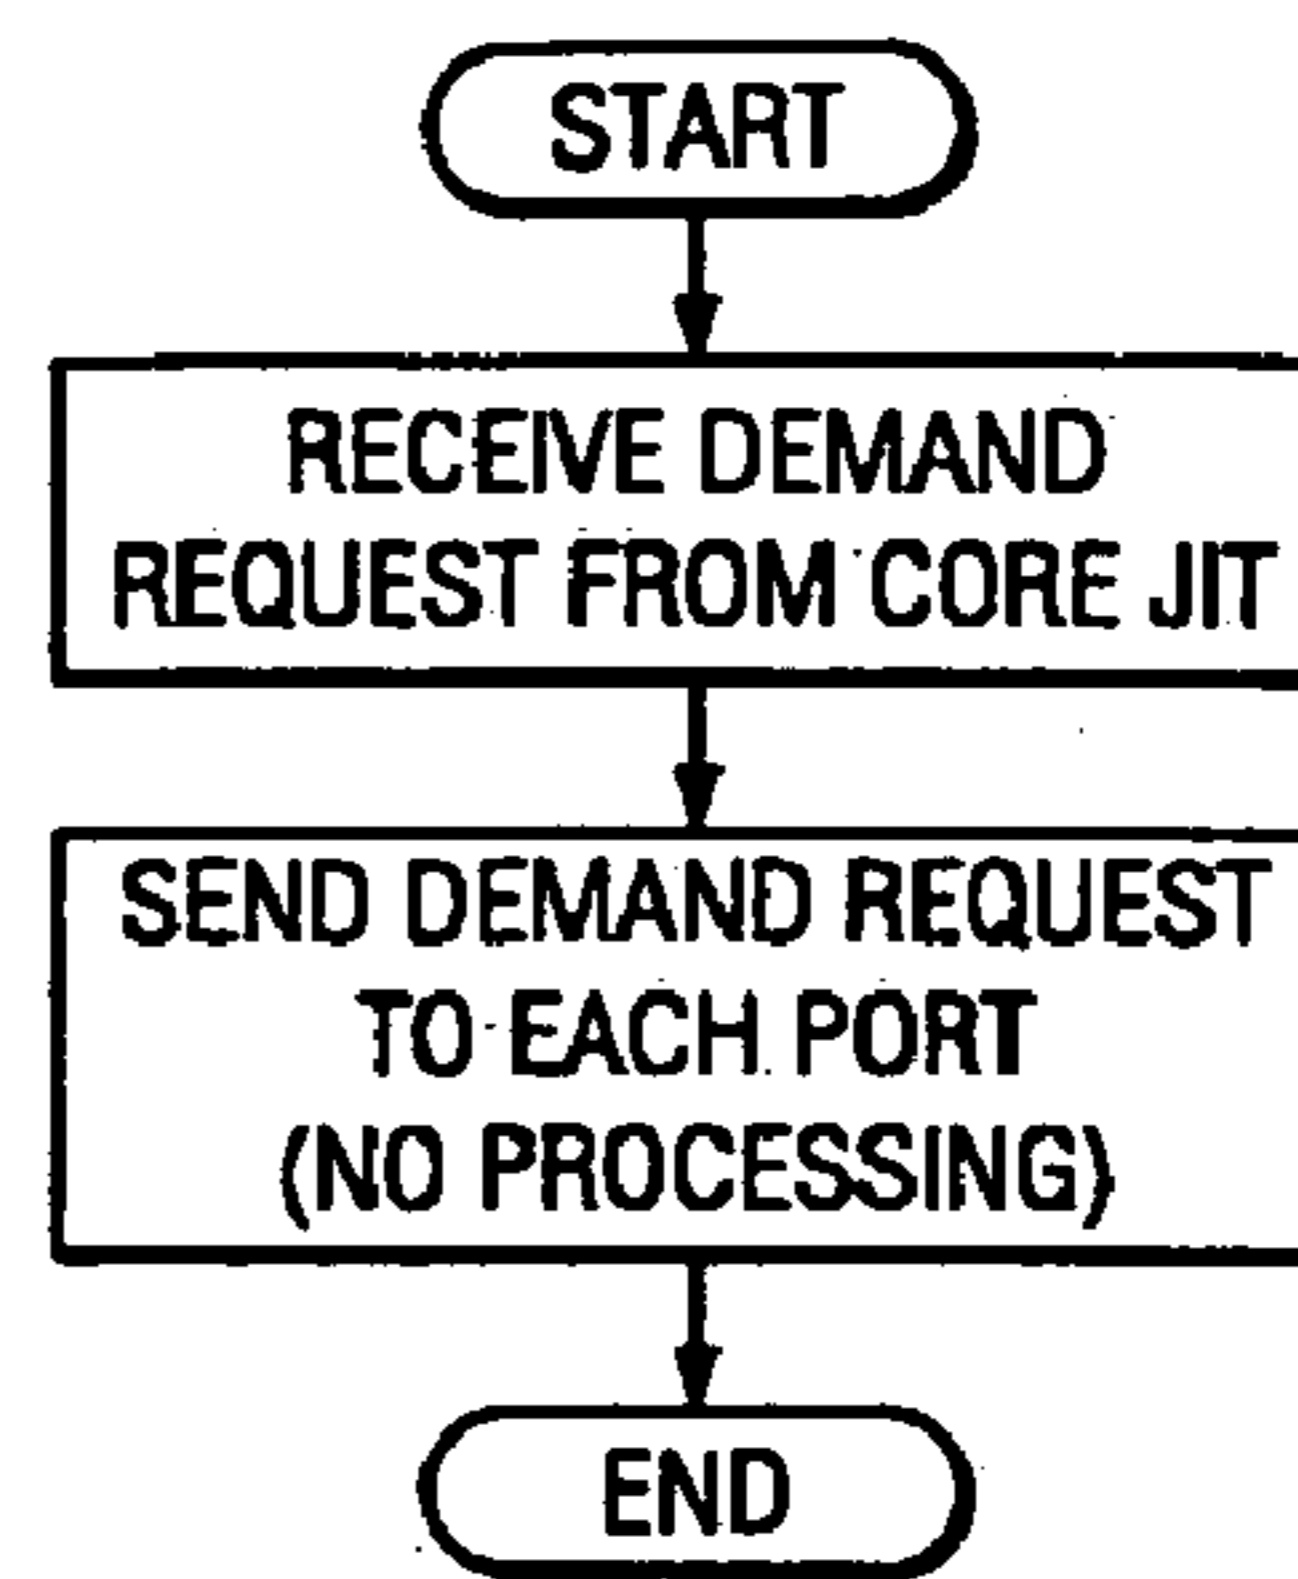 START
RECEIVE DEMAND
REQUEST FROM CORE JIT
SEND DEMAND REQUEST
TO EACH PORT
(NO PROCESSING)
END